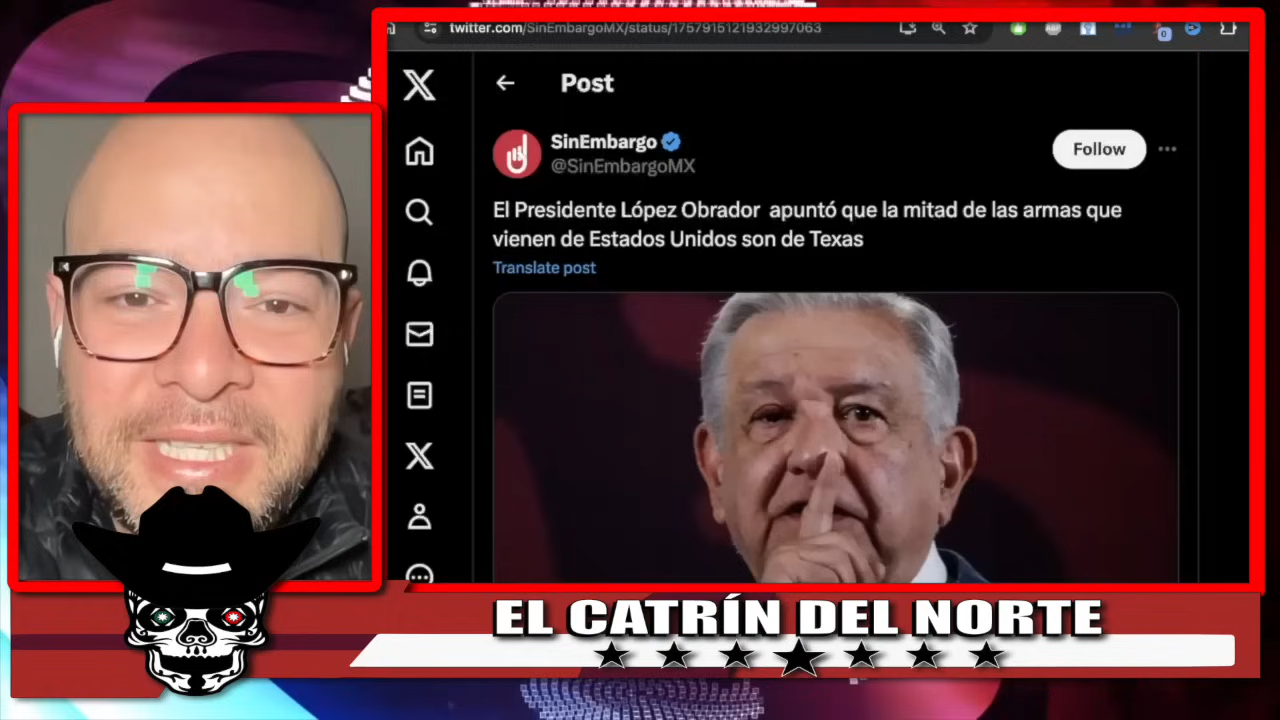 twitter.com/SinEmbargoMX/status/1757915121932997063
Post
SinEmbargo
@SinEmbargoMX
Follow
El Presidente López Obrador apuntó que la mitad de las armas que
vienen de Estados Unidos son de Texas
Translate post
EL CATRÍN DEL NORTE